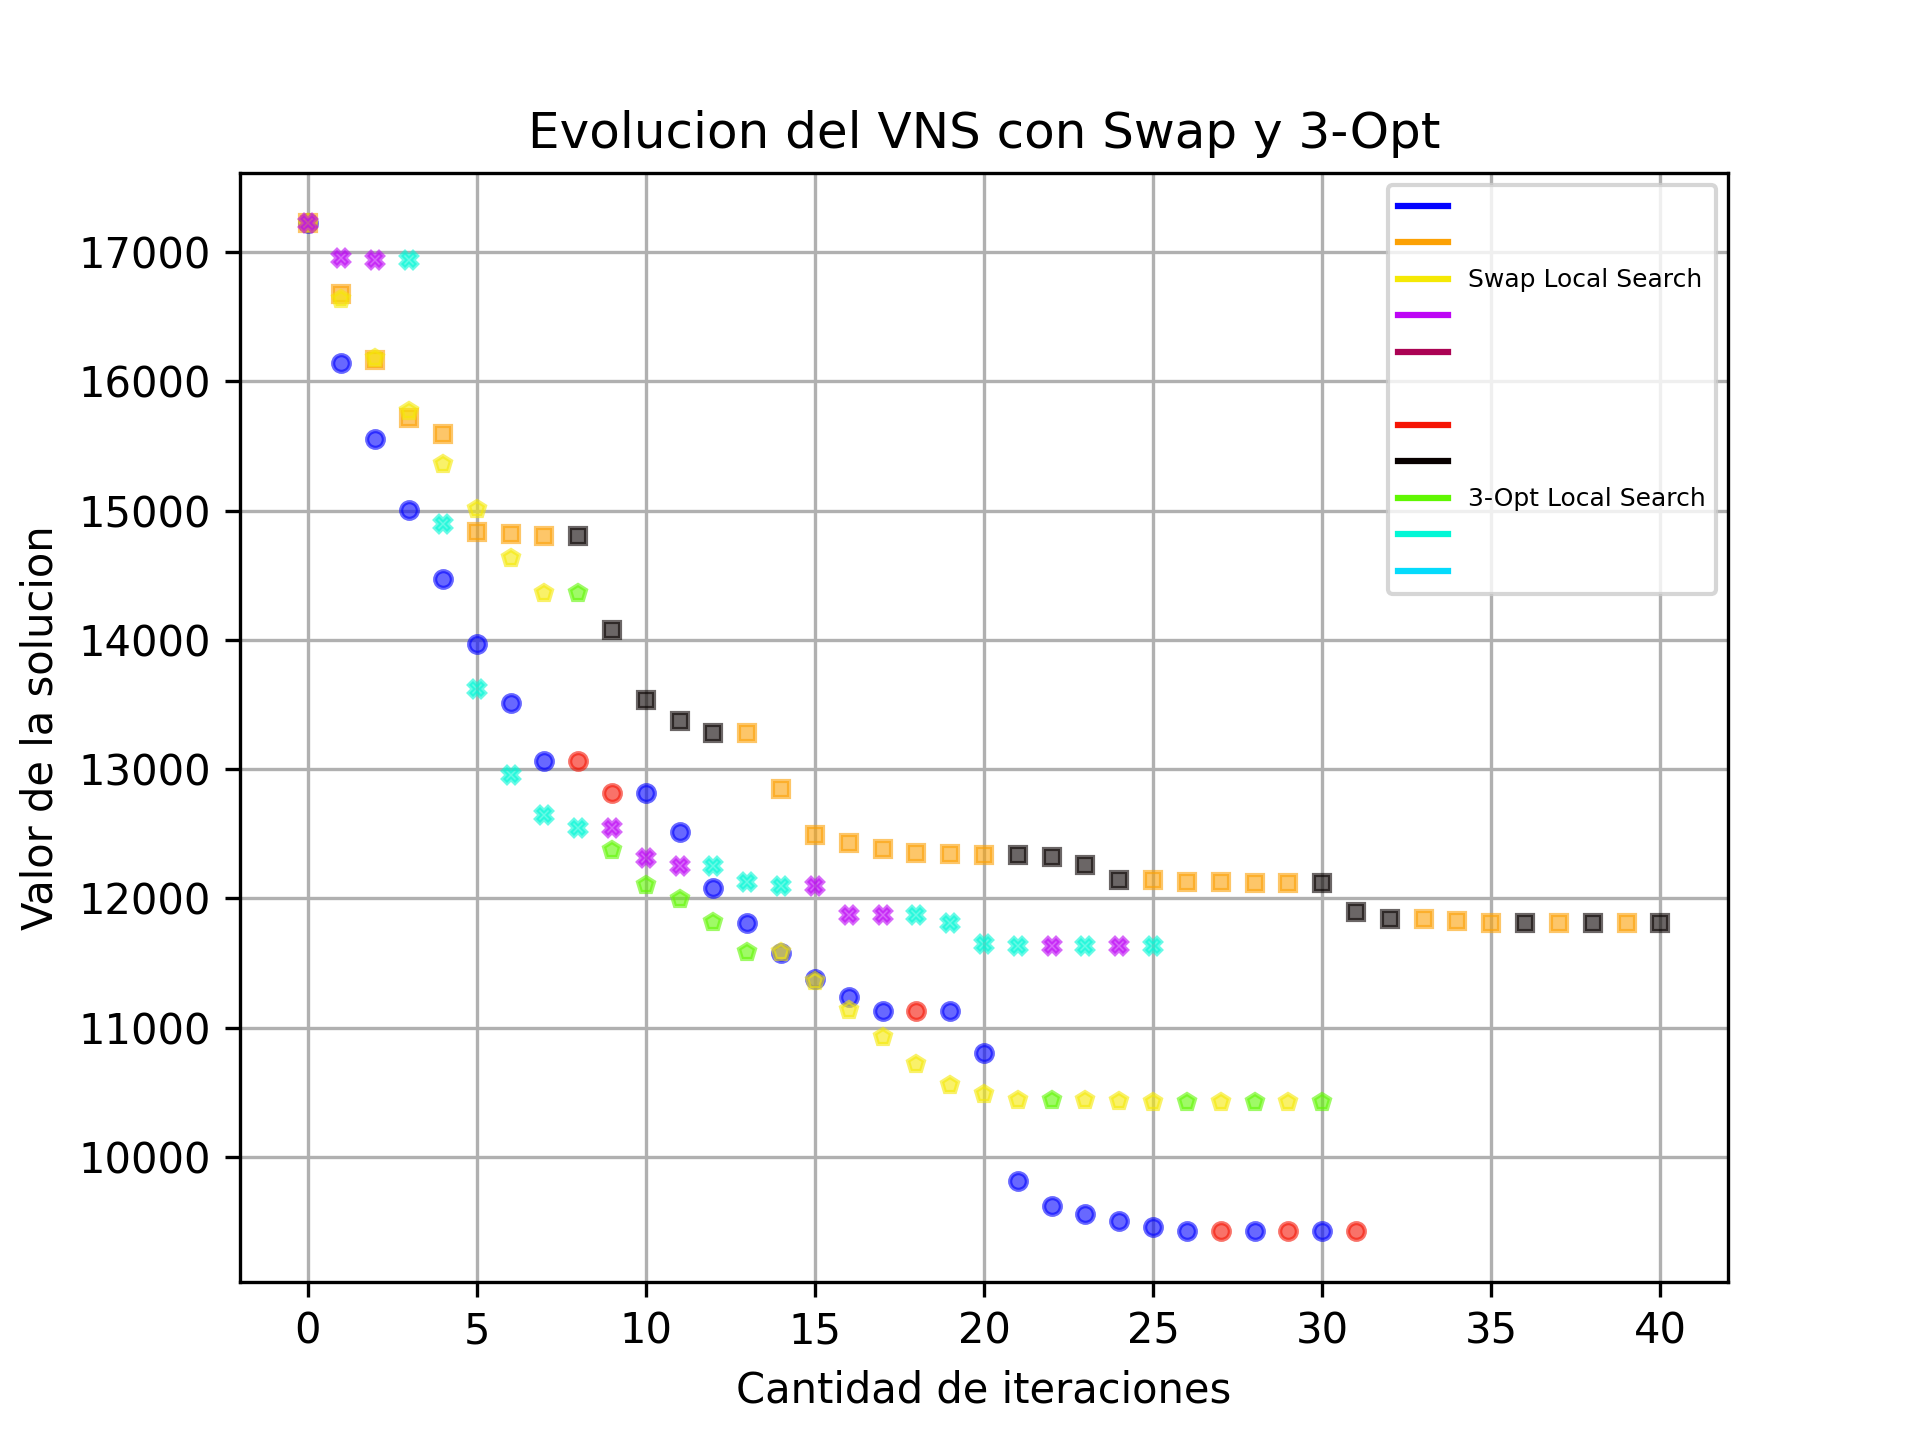 Evolucion del VNS con Swap y 3-Opt
Valor de la solucion
17000
16000
15000
14000
13000
12000
11000
10000
Swap Local Search
3-Opt Local Search
0 5 10 15 20 25 30 35 40
Cantidad de iteraciones